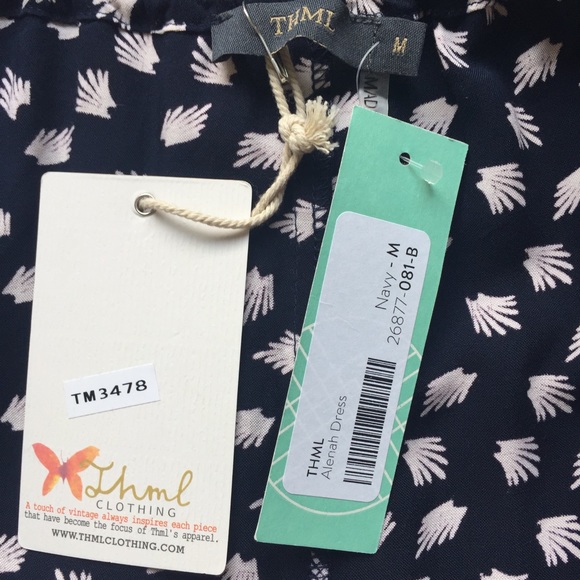 THML
M
MAD
TM3478
Thml
CLOTHING
A touch of vintage always inspires each piece
that have become the focus of Thml's apparel.
WWW.THMLCLOTHING.COM
Navy - M
26877-081-B
THML
Alenah Dress